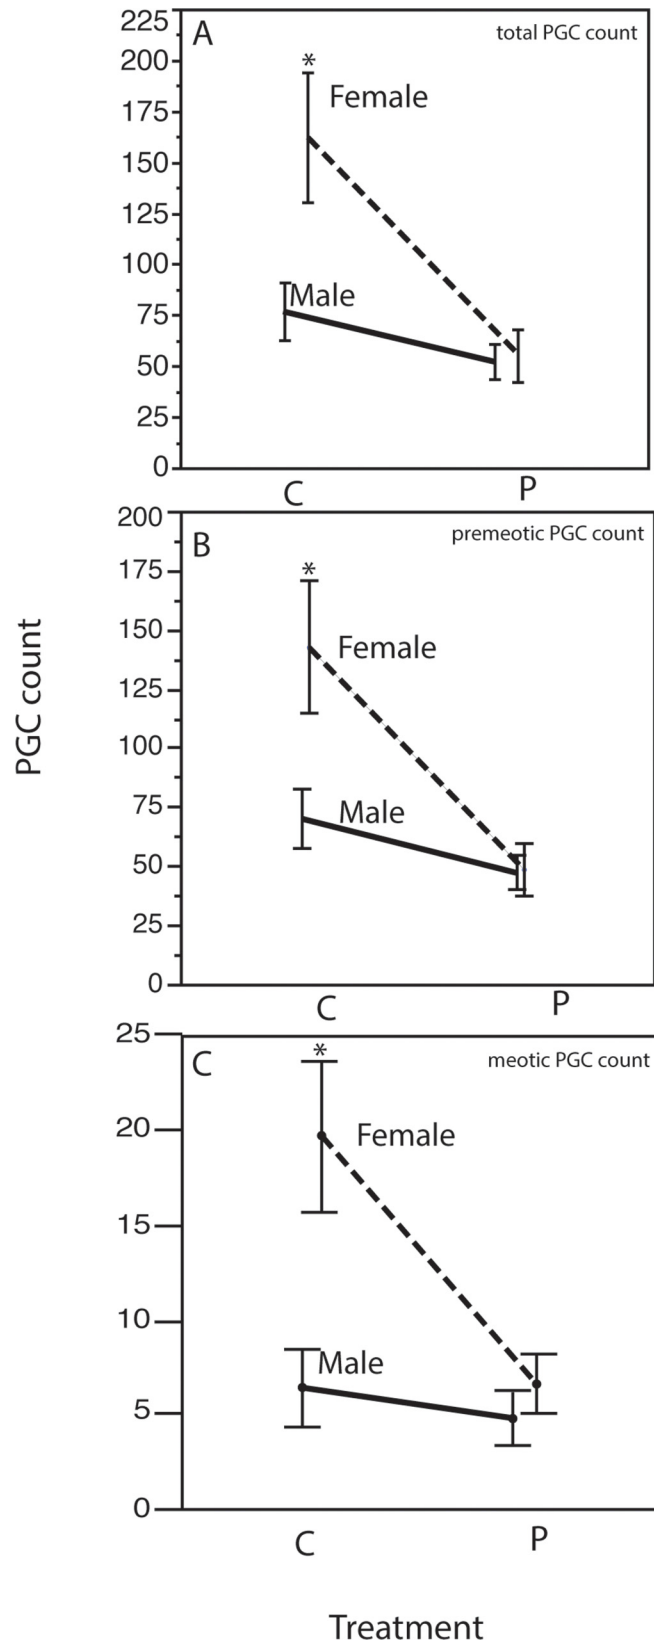 225
A
total PGC count
200
*
Female
175
150
125
100
Male
75
50
25
0
C
P
200
B
premeotic PGC count
175
*
150
Female
125
100
75
Male
50
25
0
C
P
PGC count
25
C
*
meotic PGC count
20
Female
15
10
Male
5
0
C
P
Treatment